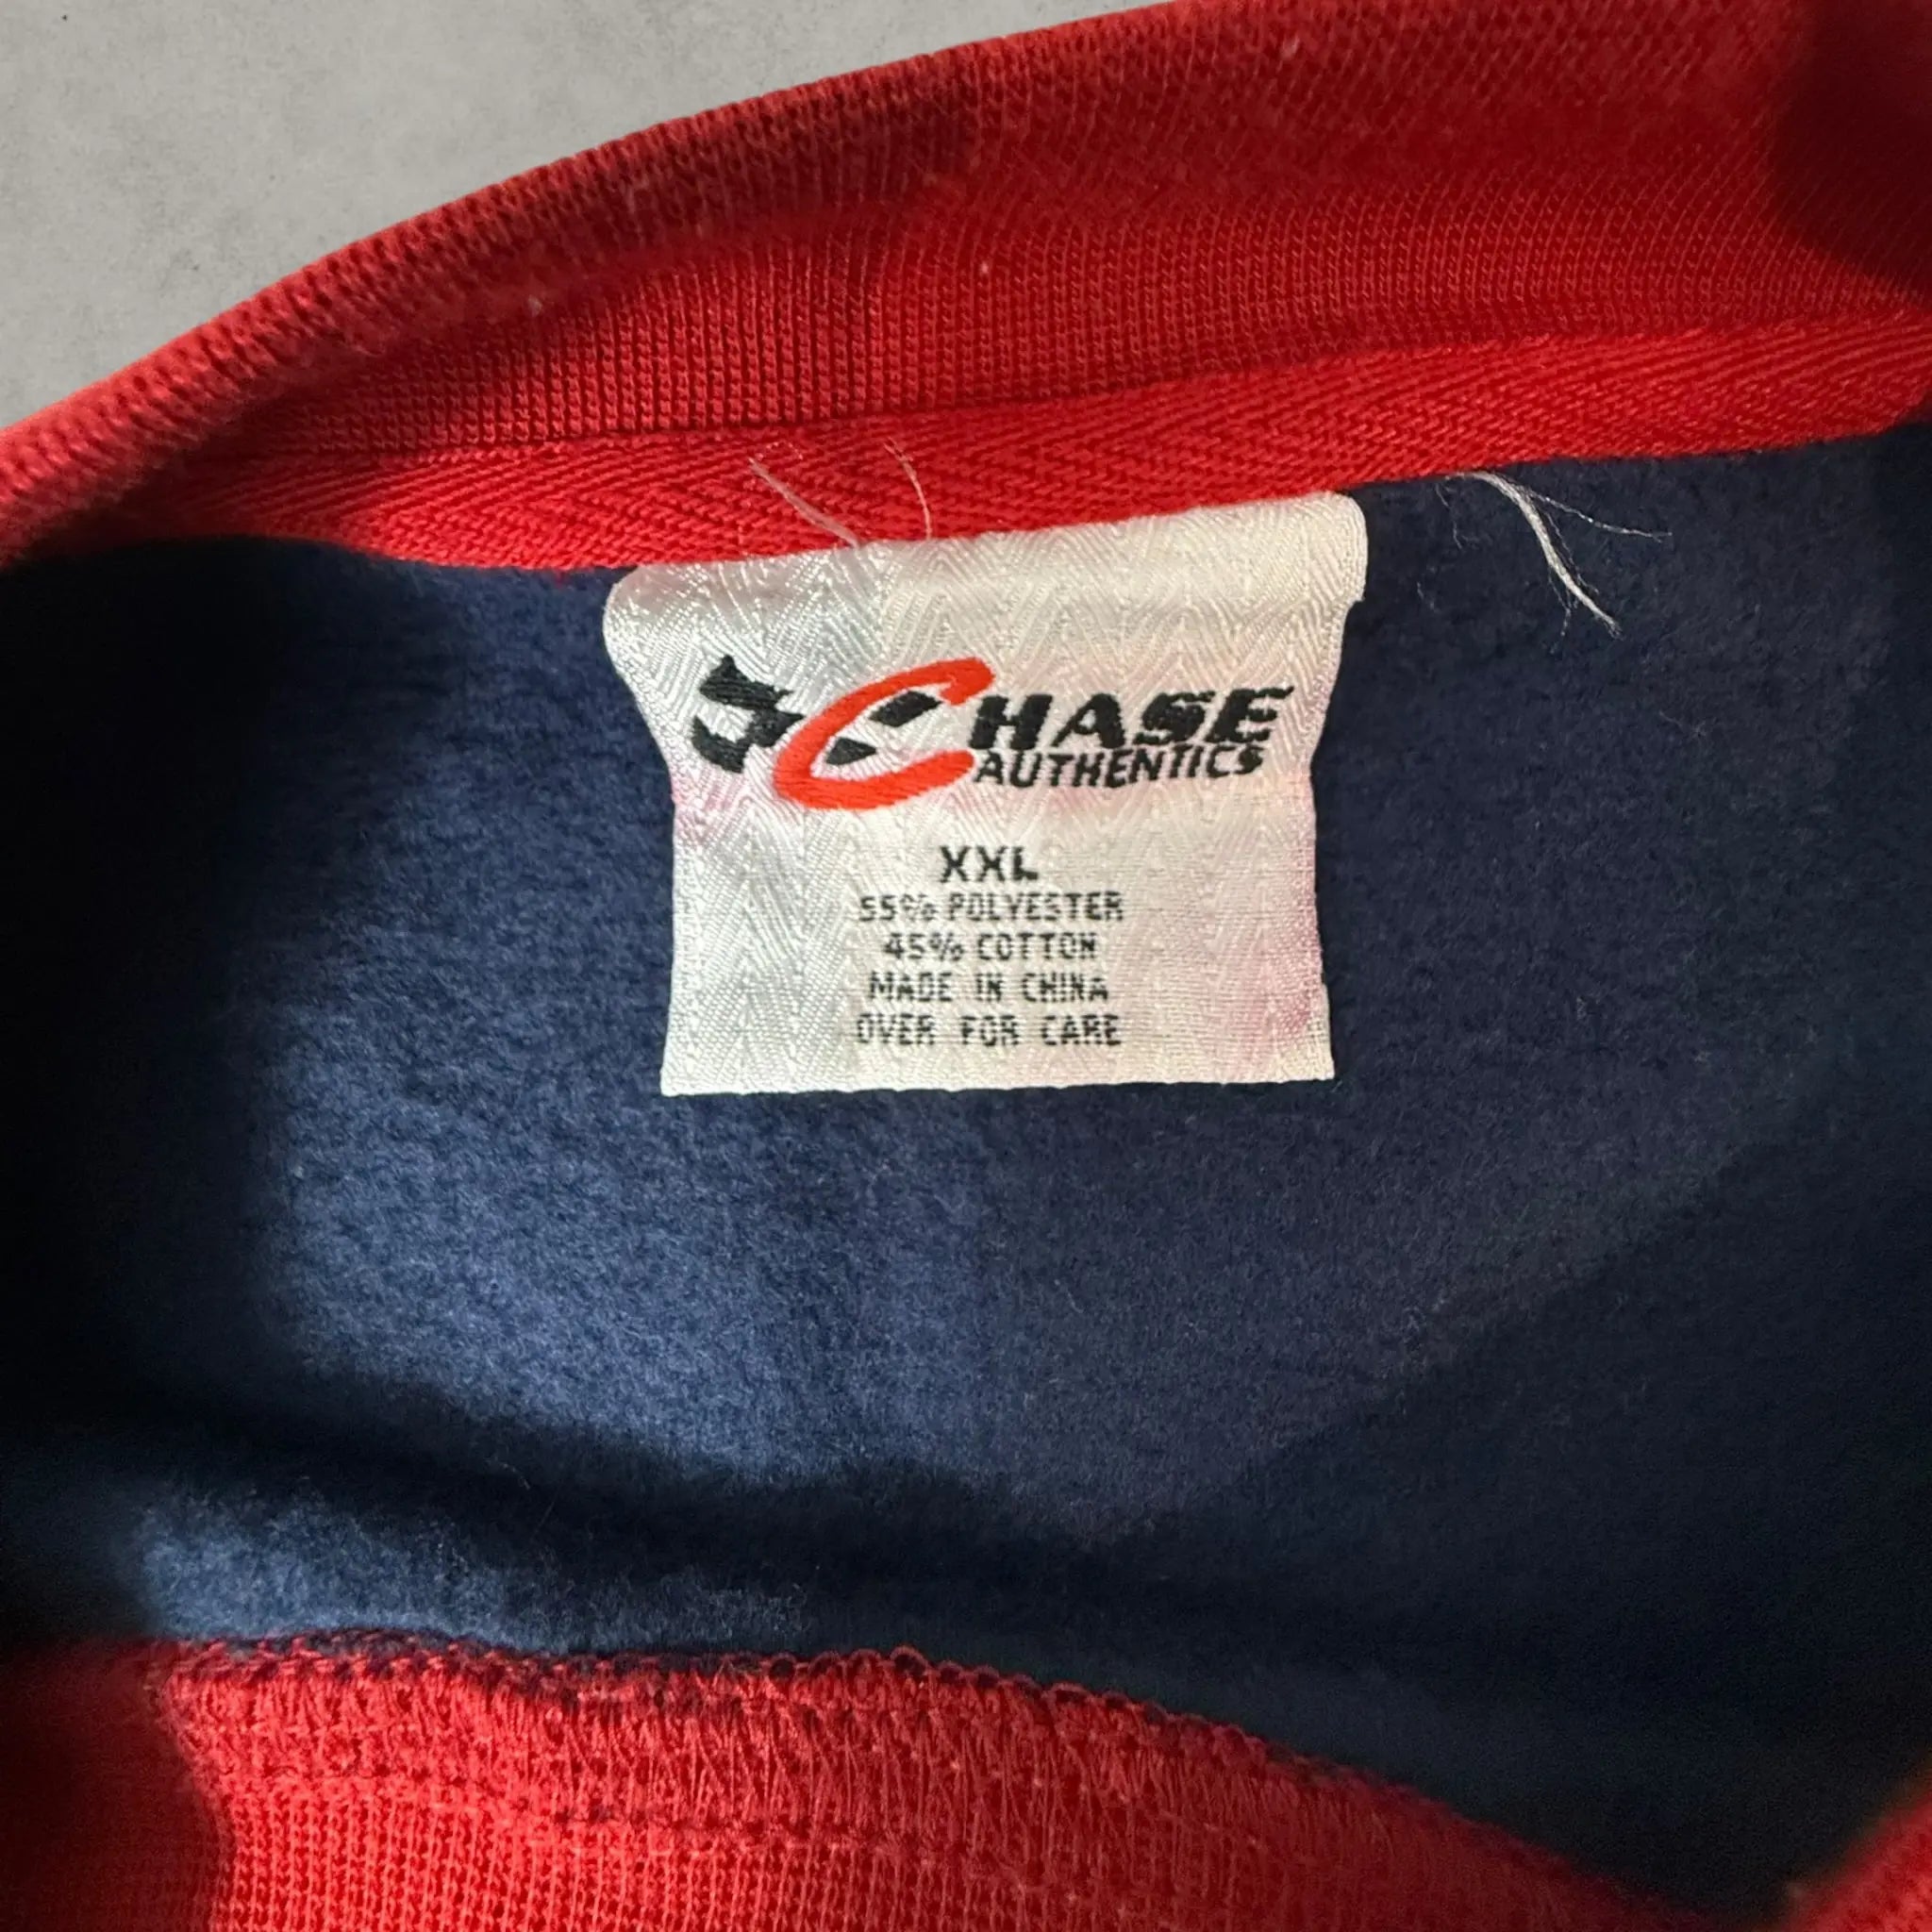 CHASE
AUTHENTICS
XXL
55% POLYESTER
45% COTTON
MADE IN CHINA
OVER FOR CARE